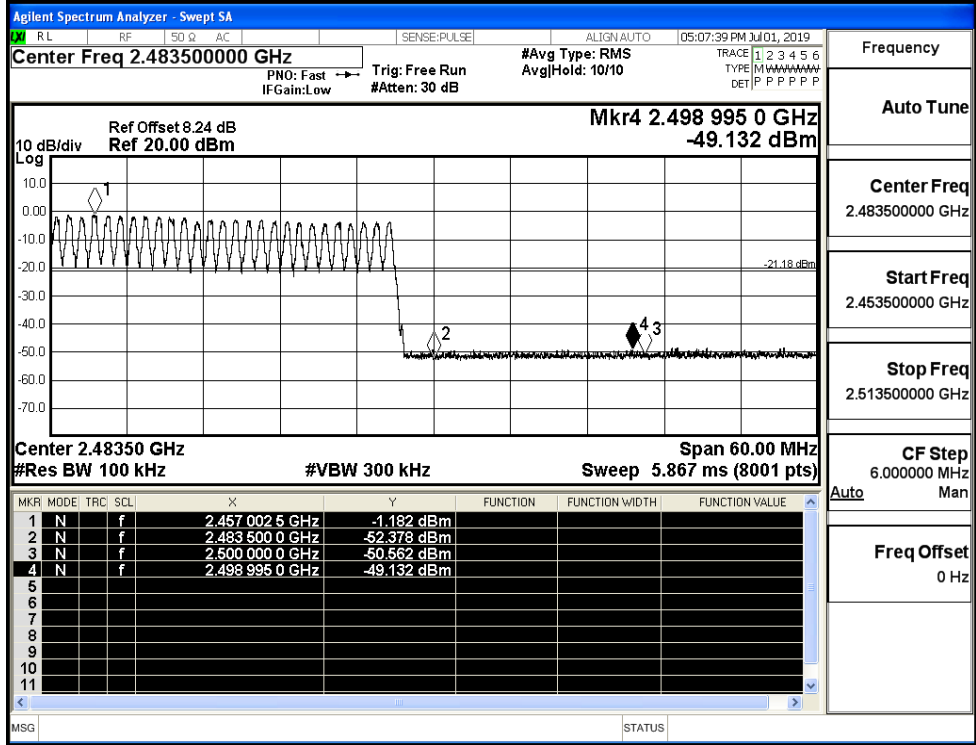 Agilent Spectrum Analyzer - Swept SA
LXI RL RF 50 Ω AC SENSE:PULSE ALIGN AUTO 05:07:39 PM Jul 01, 2019
Center Freq 2.483500000 GHz #Avg Type: RMS TRACE 1 2 3 4 5 6
PNO: Fast Trig: Free Run Avg|Hold: 10/10 TYPE M WWWWW
IFGain:Low #Atten: 30 dB DET P P P P P P
Frequency
Auto Tune
Center Freq
2.483500000 GHz
Start Freq
2.453500000 GHz
Stop Freq
2.513500000 GHz
CF Step
6.000000 MHz
Auto Man
Freq Offset
0 Hz
Mkr4 2.498 995 0 GHz
-49.132 dBm
Ref Offset 8.24 dB
10 dB/div Ref 20.00 dBm
Log
10.0
0.00
-10.0
-20.0
-30.0
-40.0
-50.0
-60.0
-70.0
1
-21.18 dBm
2
4 3
Center 2.48350 GHz Span 60.00 MHz
#Res BW 100 kHz #VBW 300 kHz Sweep 5.867 ms (8001 pts)
MKR MODE TRC SCL X Y FUNCTION FUNCTION WIDTH FUNCTION VALUE
1 N f 2.457 002 5 GHz -1.182 dBm
2 N f 2.483 500 0 GHz -52.378 dBm
3 N f 2.500 000 0 GHz -50.562 dBm
4 N f 2.498 995 0 GHz -49.132 dBm
5
6
7
8
9
10
11
MSG STATUS